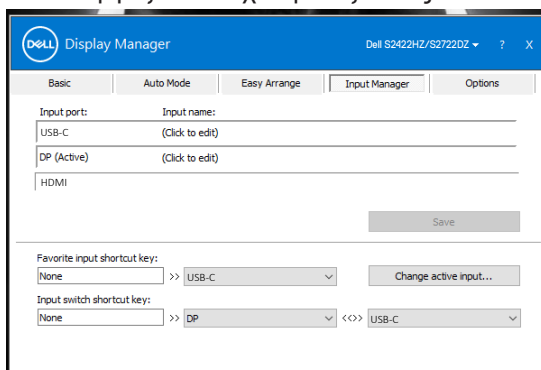 DELL Display Manager Dell S2422HZ/S2722DZ ? X
Basic Auto Mode Easy Arrange Input Manager Options
Input port: Input name:
USB-C (Click to edit)
DP (Active) (Click to edit)
HDMI
Save
Favorite input shortcut key:
None >> USB-C Change active input...
Input switch shortcut key:
None >> DP <<>> USB-C